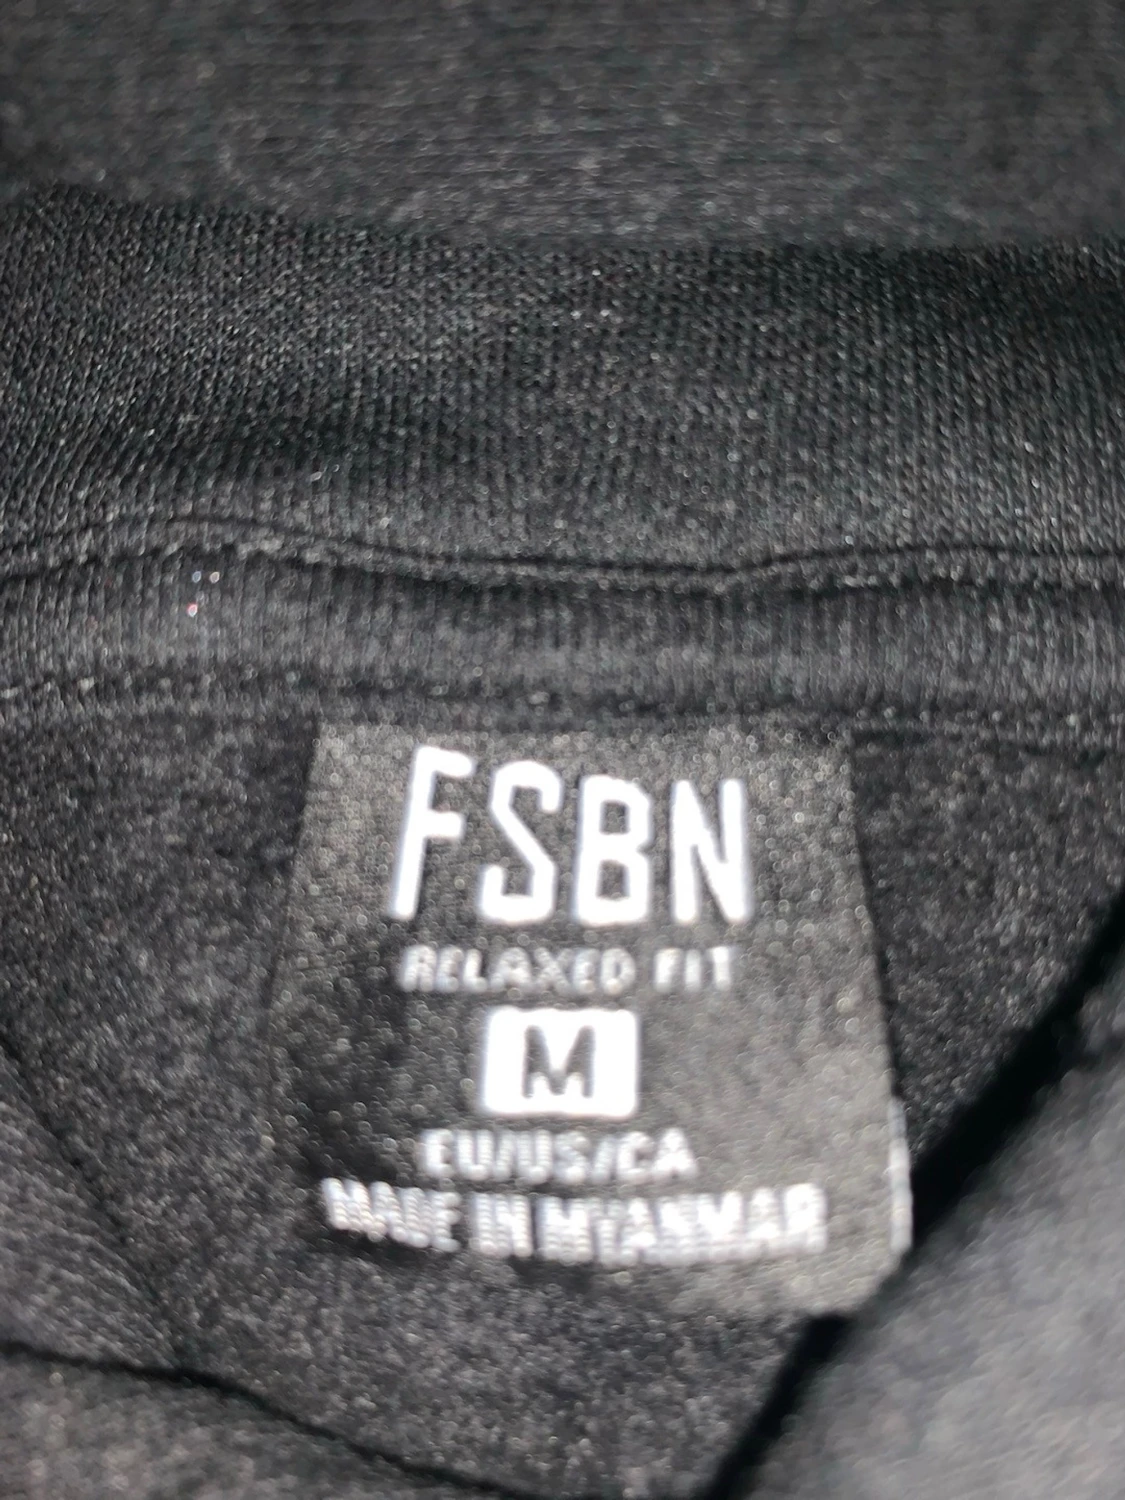 FSBN
RELAXED FIT
M
EU/US/CA
MADE IN MYANMAR